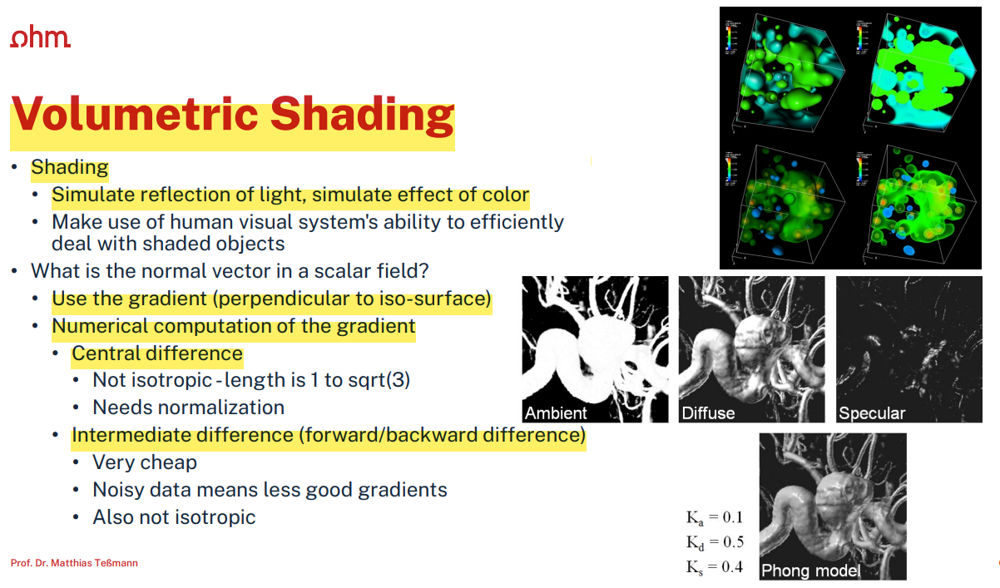 ohm
Volumetric Shading
• Shading
• Simulate reflection of light, simulate effect of color
• Make use of human visual system's ability to efficiently
deal with shaded objects
• What is the normal vector in a scalar field?
• Use the gradient (perpendicular to iso-surface)
• Numerical computation of the gradient
• Central difference
• Not isotropic - length is 1 to sqrt(3)
• Needs normalization
• Intermediate difference (forward/backward difference)
• Very cheap
• Noisy data means less good gradients
• Also not isotropic
Ambient
Diffuse
Specular
Ka = 0.1
Kd = 0.5
Ks = 0.4
Phong model
Prof. Dr. Matthias Teßmann